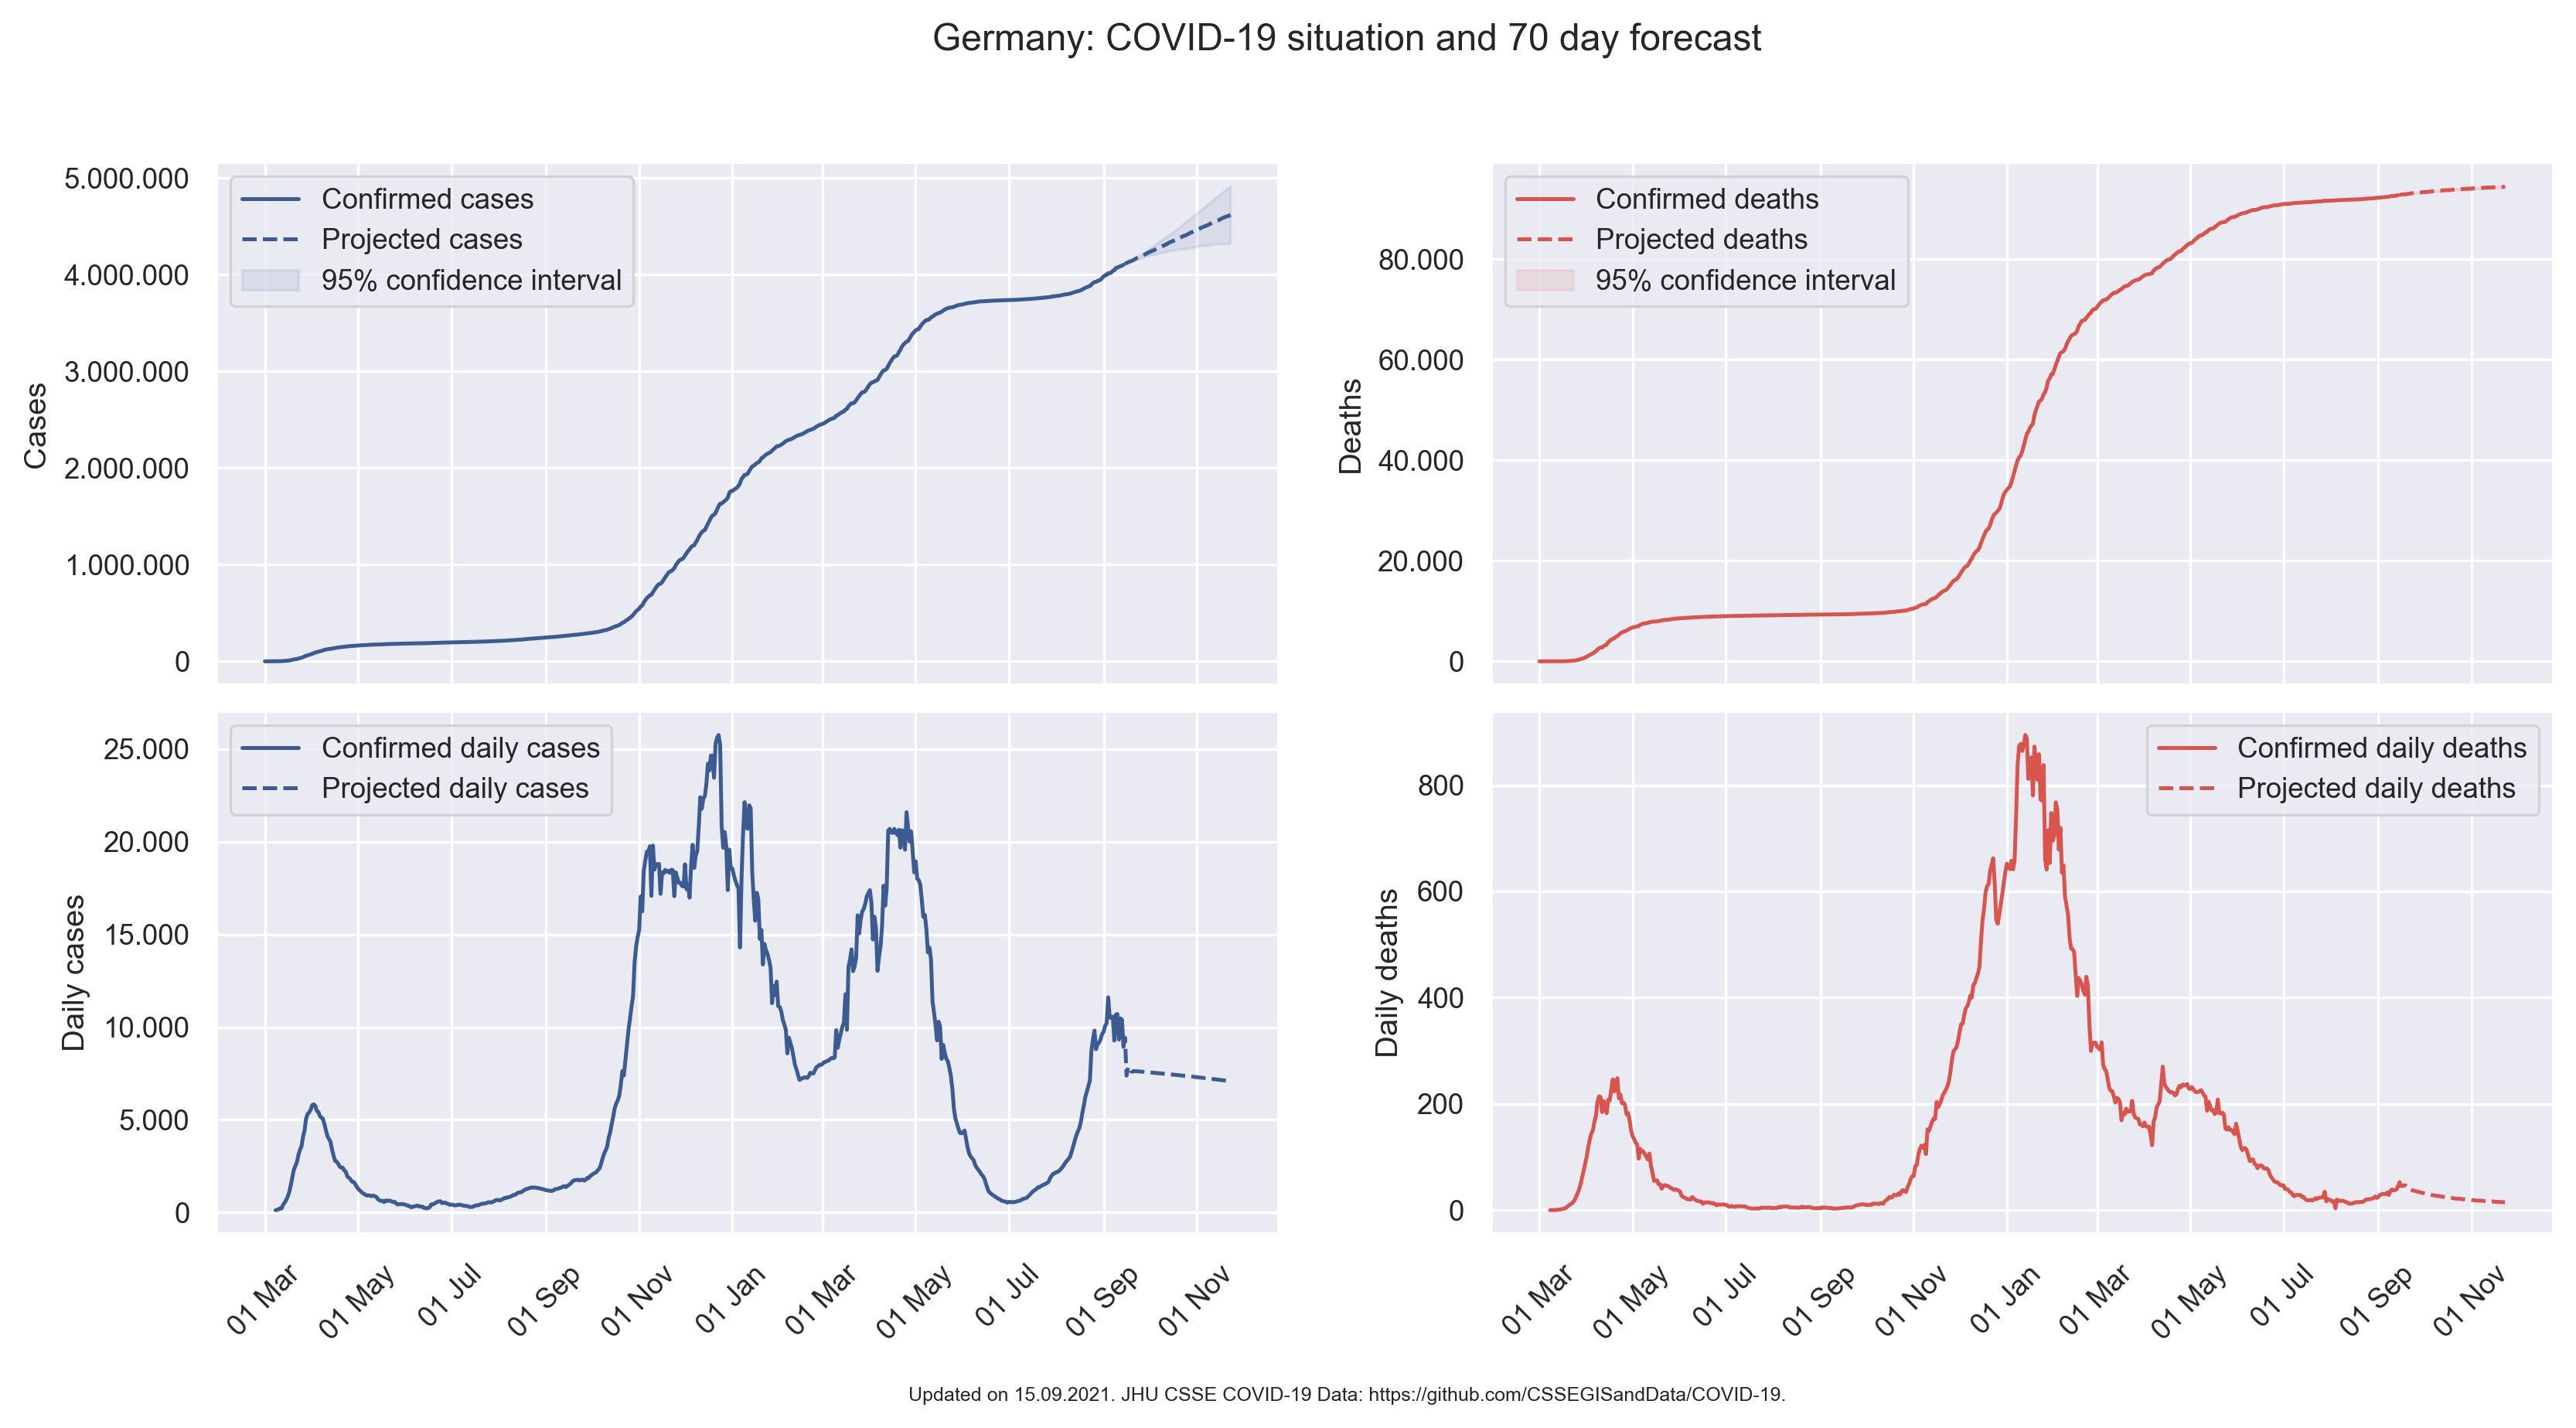 Germany: COVID-19 situation and 70 day forecast
5.000.000
4.000.000
3.000.000
2.000.000
1.000.000
0
Cases
Confirmed cases
Projected cases
95% confidence interval
80.000
60.000
40.000
20.000
0
Deaths
Confirmed deaths
Projected deaths
95% confidence interval
25.000
20.000
15.000
10.000
5.000
0
Daily cases
Confirmed daily cases
Projected daily cases
01 Mar
01 May
01 Jul
01 Sep
01 Nov
01 Jan
01 Mar
01 May
01 Jul
01 Sep
01 Nov
800
600
400
200
0
Daily deaths
Confirmed daily deaths
Projected daily deaths
01 Mar
01 May
01 Jul
01 Sep
01 Nov
01 Jan
01 Mar
01 May
01 Jul
01 Sep
01 Nov
Updated on 15.09.2021. JHU CSSE COVID-19 Data: https://github.com/CSSEGISandData/COVID-19.